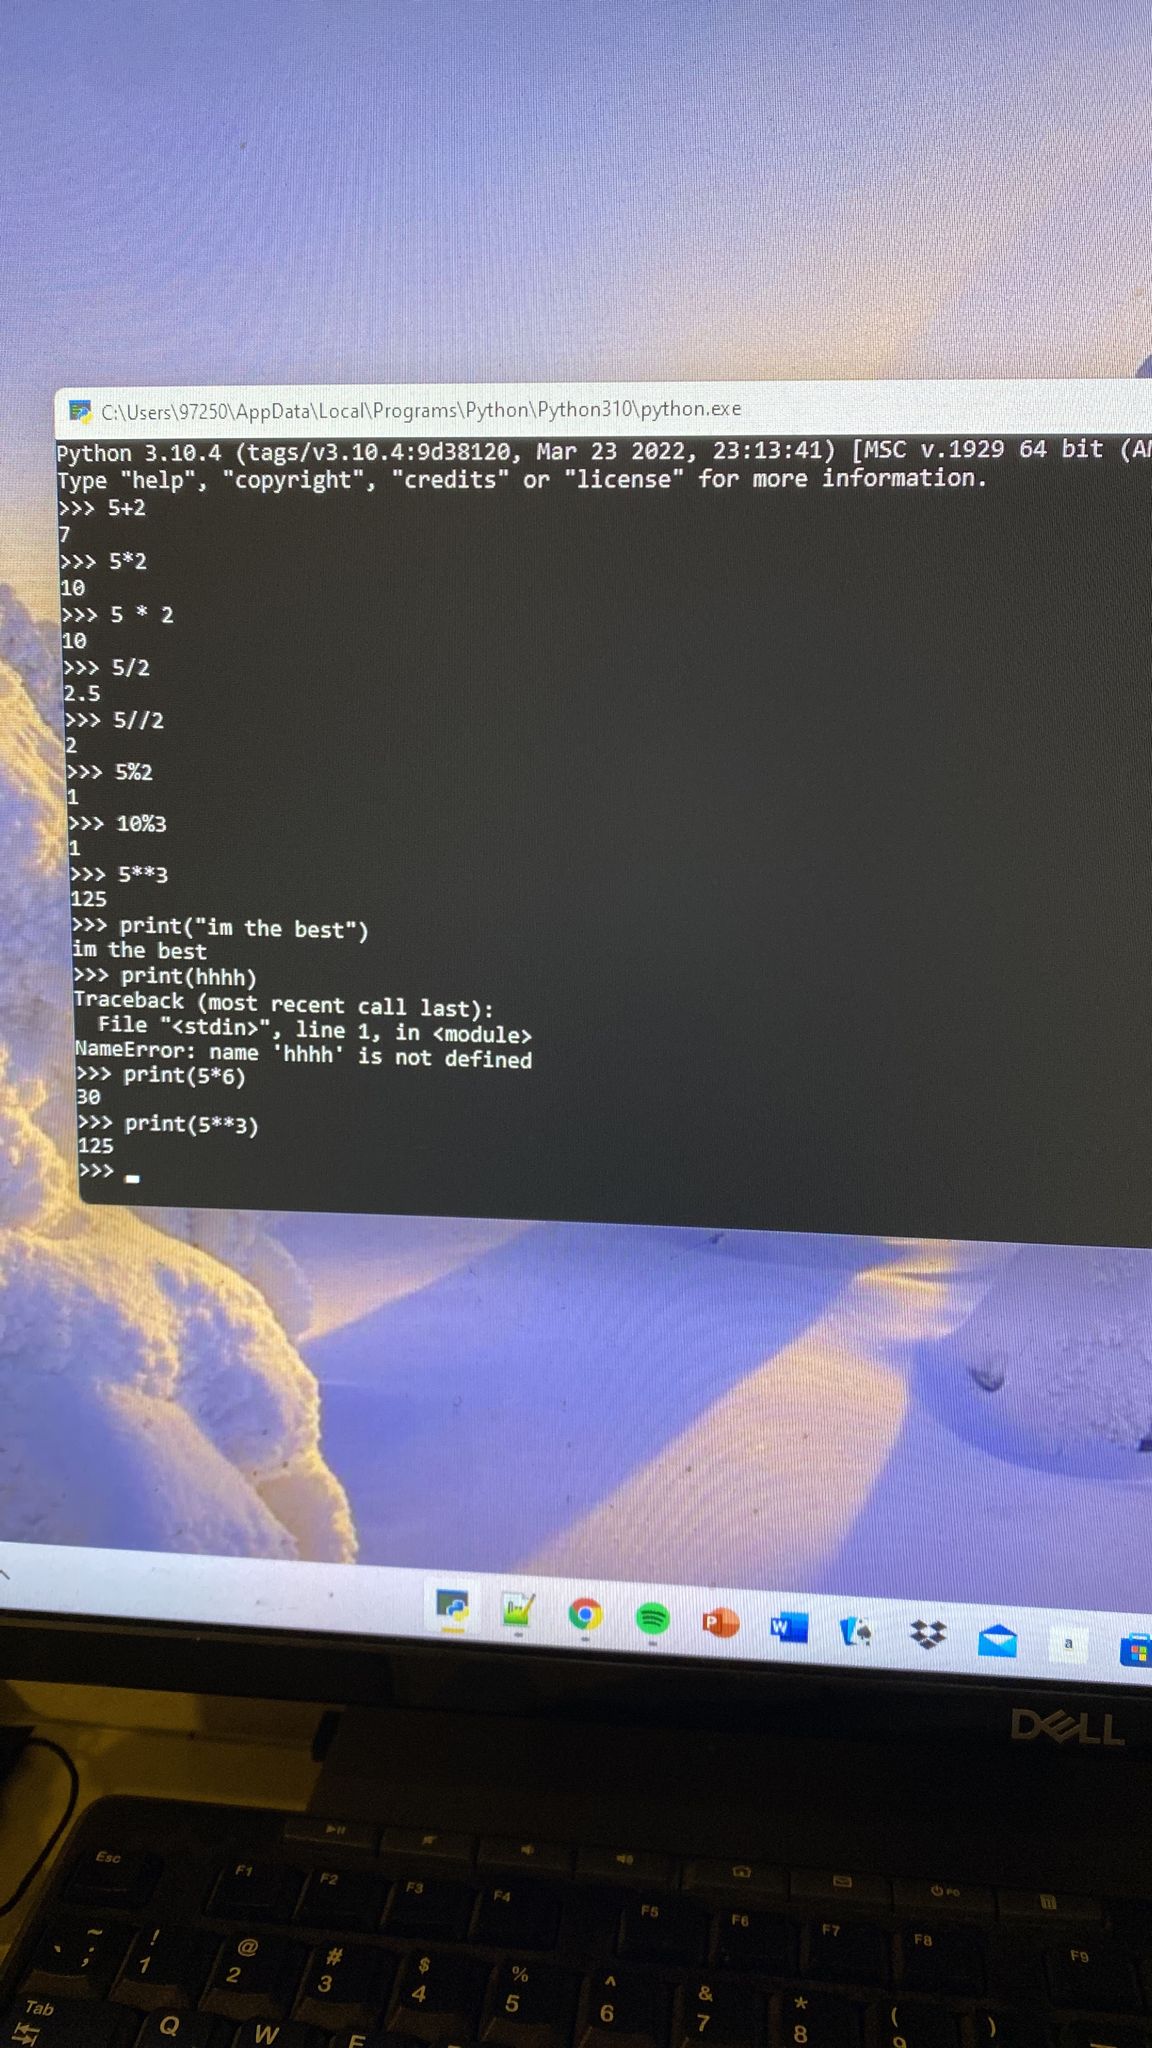 C:\Users\97250\AppData\Local\Programs\Python\Python310\python.exe
Python 3.10.4 (tags/v3.10.4:9d38120, Mar 23 2022, 23:13:41) [MSC v.1929 64 bit (AM
Type "help", "copyright", "credits" or "license" for more information.
>>> 5+2
7
>>> 5*2
10
>>> 5 * 2
10
>>> 5/2
2.5
>>> 5//2
2
>>> 5%2
1
>>> 10%3
1
>>> 5**3
125
>>> print("im the best")
im the best
>>> print(hhhh)
Traceback (most recent call last):
  File "<stdin>", line 1, in <module>
NameError: name 'hhhh' is not defined
>>> print(5*6)
30
>>> print(5**3)
125
>>>
P W a
DELL
Esc F1 F2 F3 F4 F5 F6 F7 F8 F9
~ ! @ # $ % ^ & * ( )
` ; 1 2 3 4 5 6 7 8 9
Tab Q W E